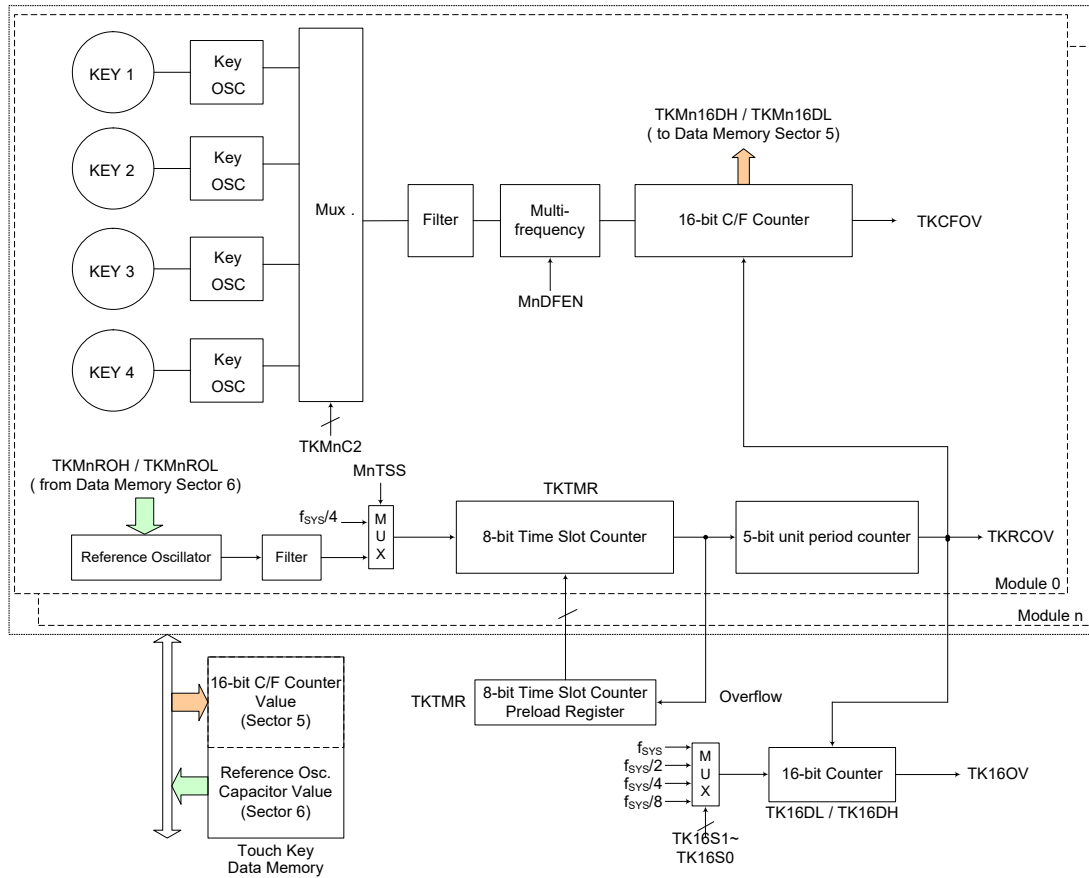 KEY 1
Key
OSC
KEY 2
Key
OSC
KEY 3
Key
OSC
KEY 4
Key
OSC
Mux .
TKMnC2
Filter
Multi-
frequency
MnDFEN
TKMn16DH / TKMn16DL
( to Data Memory Sector 5)
16-bit C/F Counter
TKCFOV
TKMnROH / TKMnROL
( from Data Memory Sector 6)
Reference Oscillator
Filter
MnTSS
fSYS/4
M
U
X
TKTMR
8-bit Time Slot Counter
5-bit unit period counter
TKRCOV
Module 0
Module n
TKTMR
8-bit Time Slot Counter
Preload Register
Overflow
16-bit C/F Counter
Value
(Sector 5)
Reference Osc.
Capacitor Value
(Sector 6)
Touch Key
Data Memory
fSYS
fSYS/2
fSYS/4
fSYS/8
M
U
X
TK16S1~
TK16S0
16-bit Counter
TK16DL / TK16DH
TK16OV